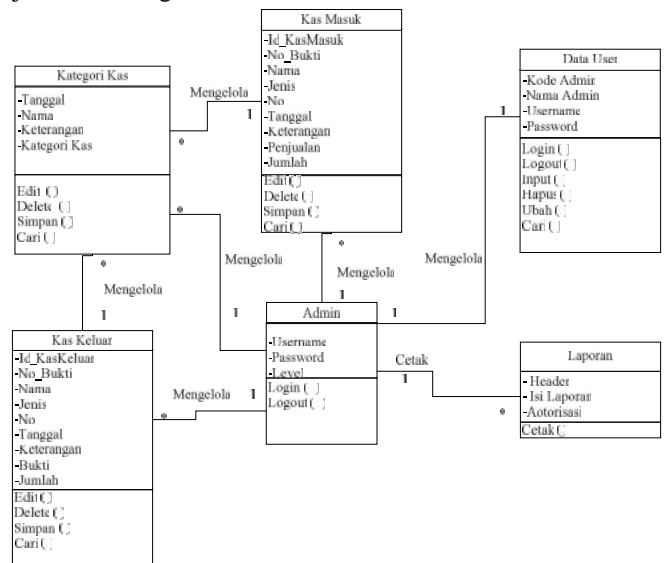 Kas Masuk
-Id_KasMasuk
-No_Bukti
-Nama
-Jenis
-No
-Tanggal
-Keterangan
-Penjualan
-Jumlah
Edit()
Delete ( )
Simpan ( )
Cari ( )
Kategori Kas
-Tanggal
-Nama
-Keterangan
-Kategori Kas
Edit ()
Delete ( )
Simpan ( )
Cari ( )
Mengelola
1
*
Data User
-Kode Admin
-Nama Admin
-Username
-Password
Login ( )
Logout ( )
Input ( )
Hapus ( )
Ubah ( )
Cari ( )
1
*
*
*
Mengelola
Mengelola
Mengelola
Mengelola
1
1
1
1
Kas Keluar
-Id_KasKeluar
-No_Bukti
-Nama
-Jenis
-No
-Tanggal
-Keterangan
-Bukti
-Jumlah
Edit ( )
Delete ( )
Simpan ( )
Cari ( )
Mengelola 1
*
Admin
-Username
-Password
-Level
Login ( )
Logout ( )
Cetak
1
*
Laporan
- Header
- Isi Laporan
-Aotorisasi
Cetak ( )